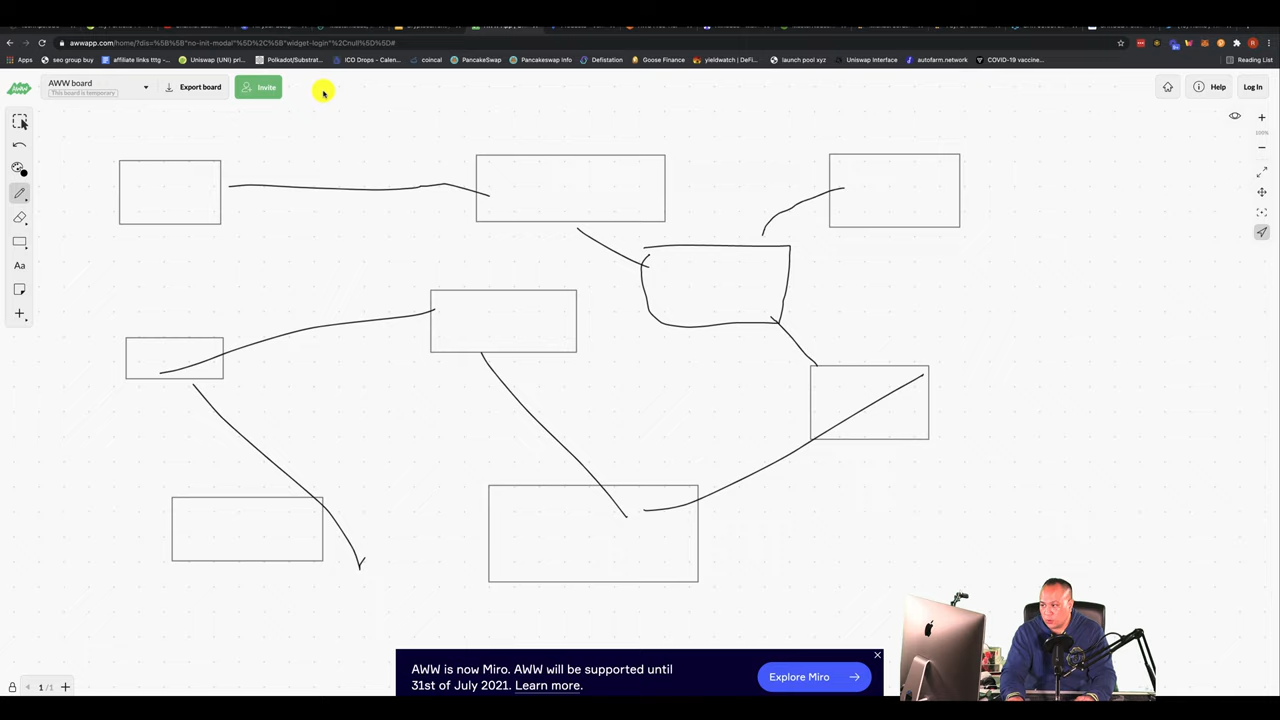 awwapp.com/home/?dis=%5B%5B"no-init-modal"%5D%2C%5B"widget-login"%2Cnull%5D%5D#
Apps seo group buy affiliate links tttg - ... Uniswap (UNI) pri... Polkadot/Substrat... ICO Drops - Calen... coincal PancakeSwap Pancakeswap Info Defistation Goose Finance yieldwatch | DeFi... launch pool xyz Uniswap Interface autofarm.network COVID-19 vaccine... Reading List
AWW board
This board is temporary
Export board
Invite
Help
Log In
100%
Aa
AWW is now Miro. AWW will be supported until
31st of July 2021. Learn more.
Explore Miro
1 / 1